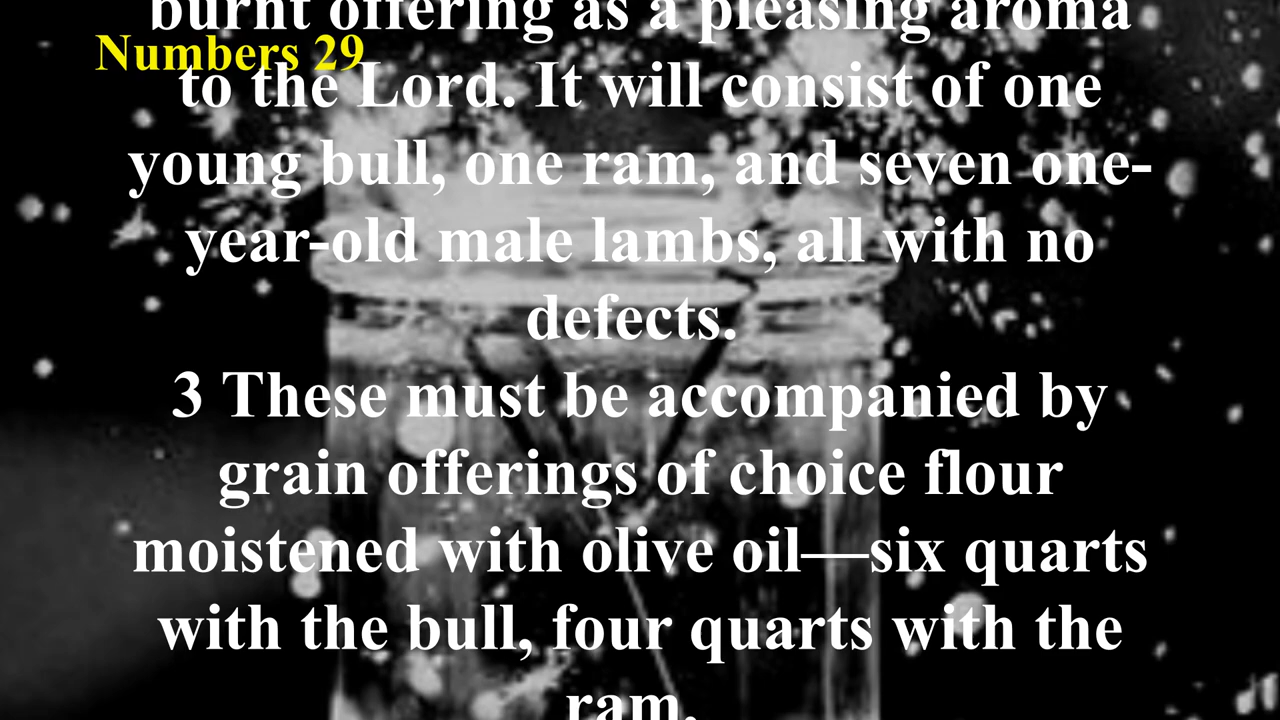 burnt offering as a pleasing aroma
Numbers 29
to the Lord. It will consist of one
young bull, one ram, and seven one-
year-old male lambs, all with no
defects.
3 These must be accompanied by
grain offerings of choice flour
moistened with olive oil—six quarts
with the bull, four quarts with the
ram,